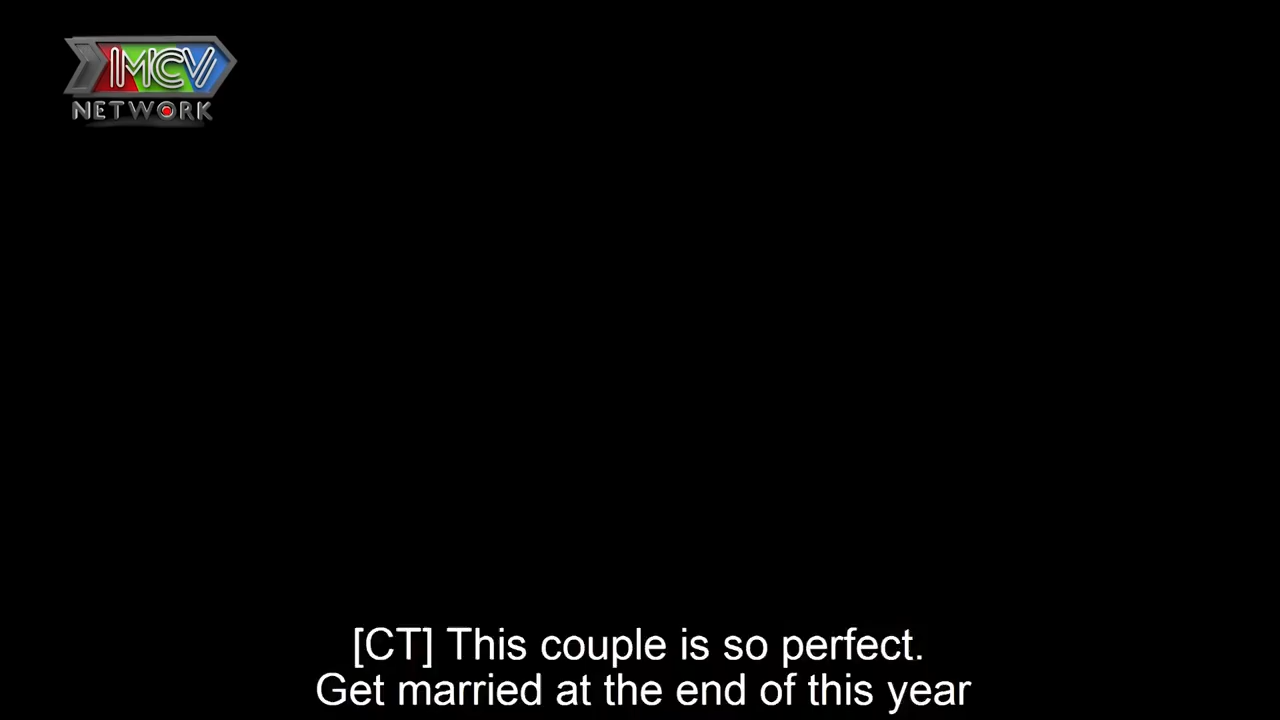 MCV
NETWORK
[CT] This couple is so perfect.
Get married at the end of this year